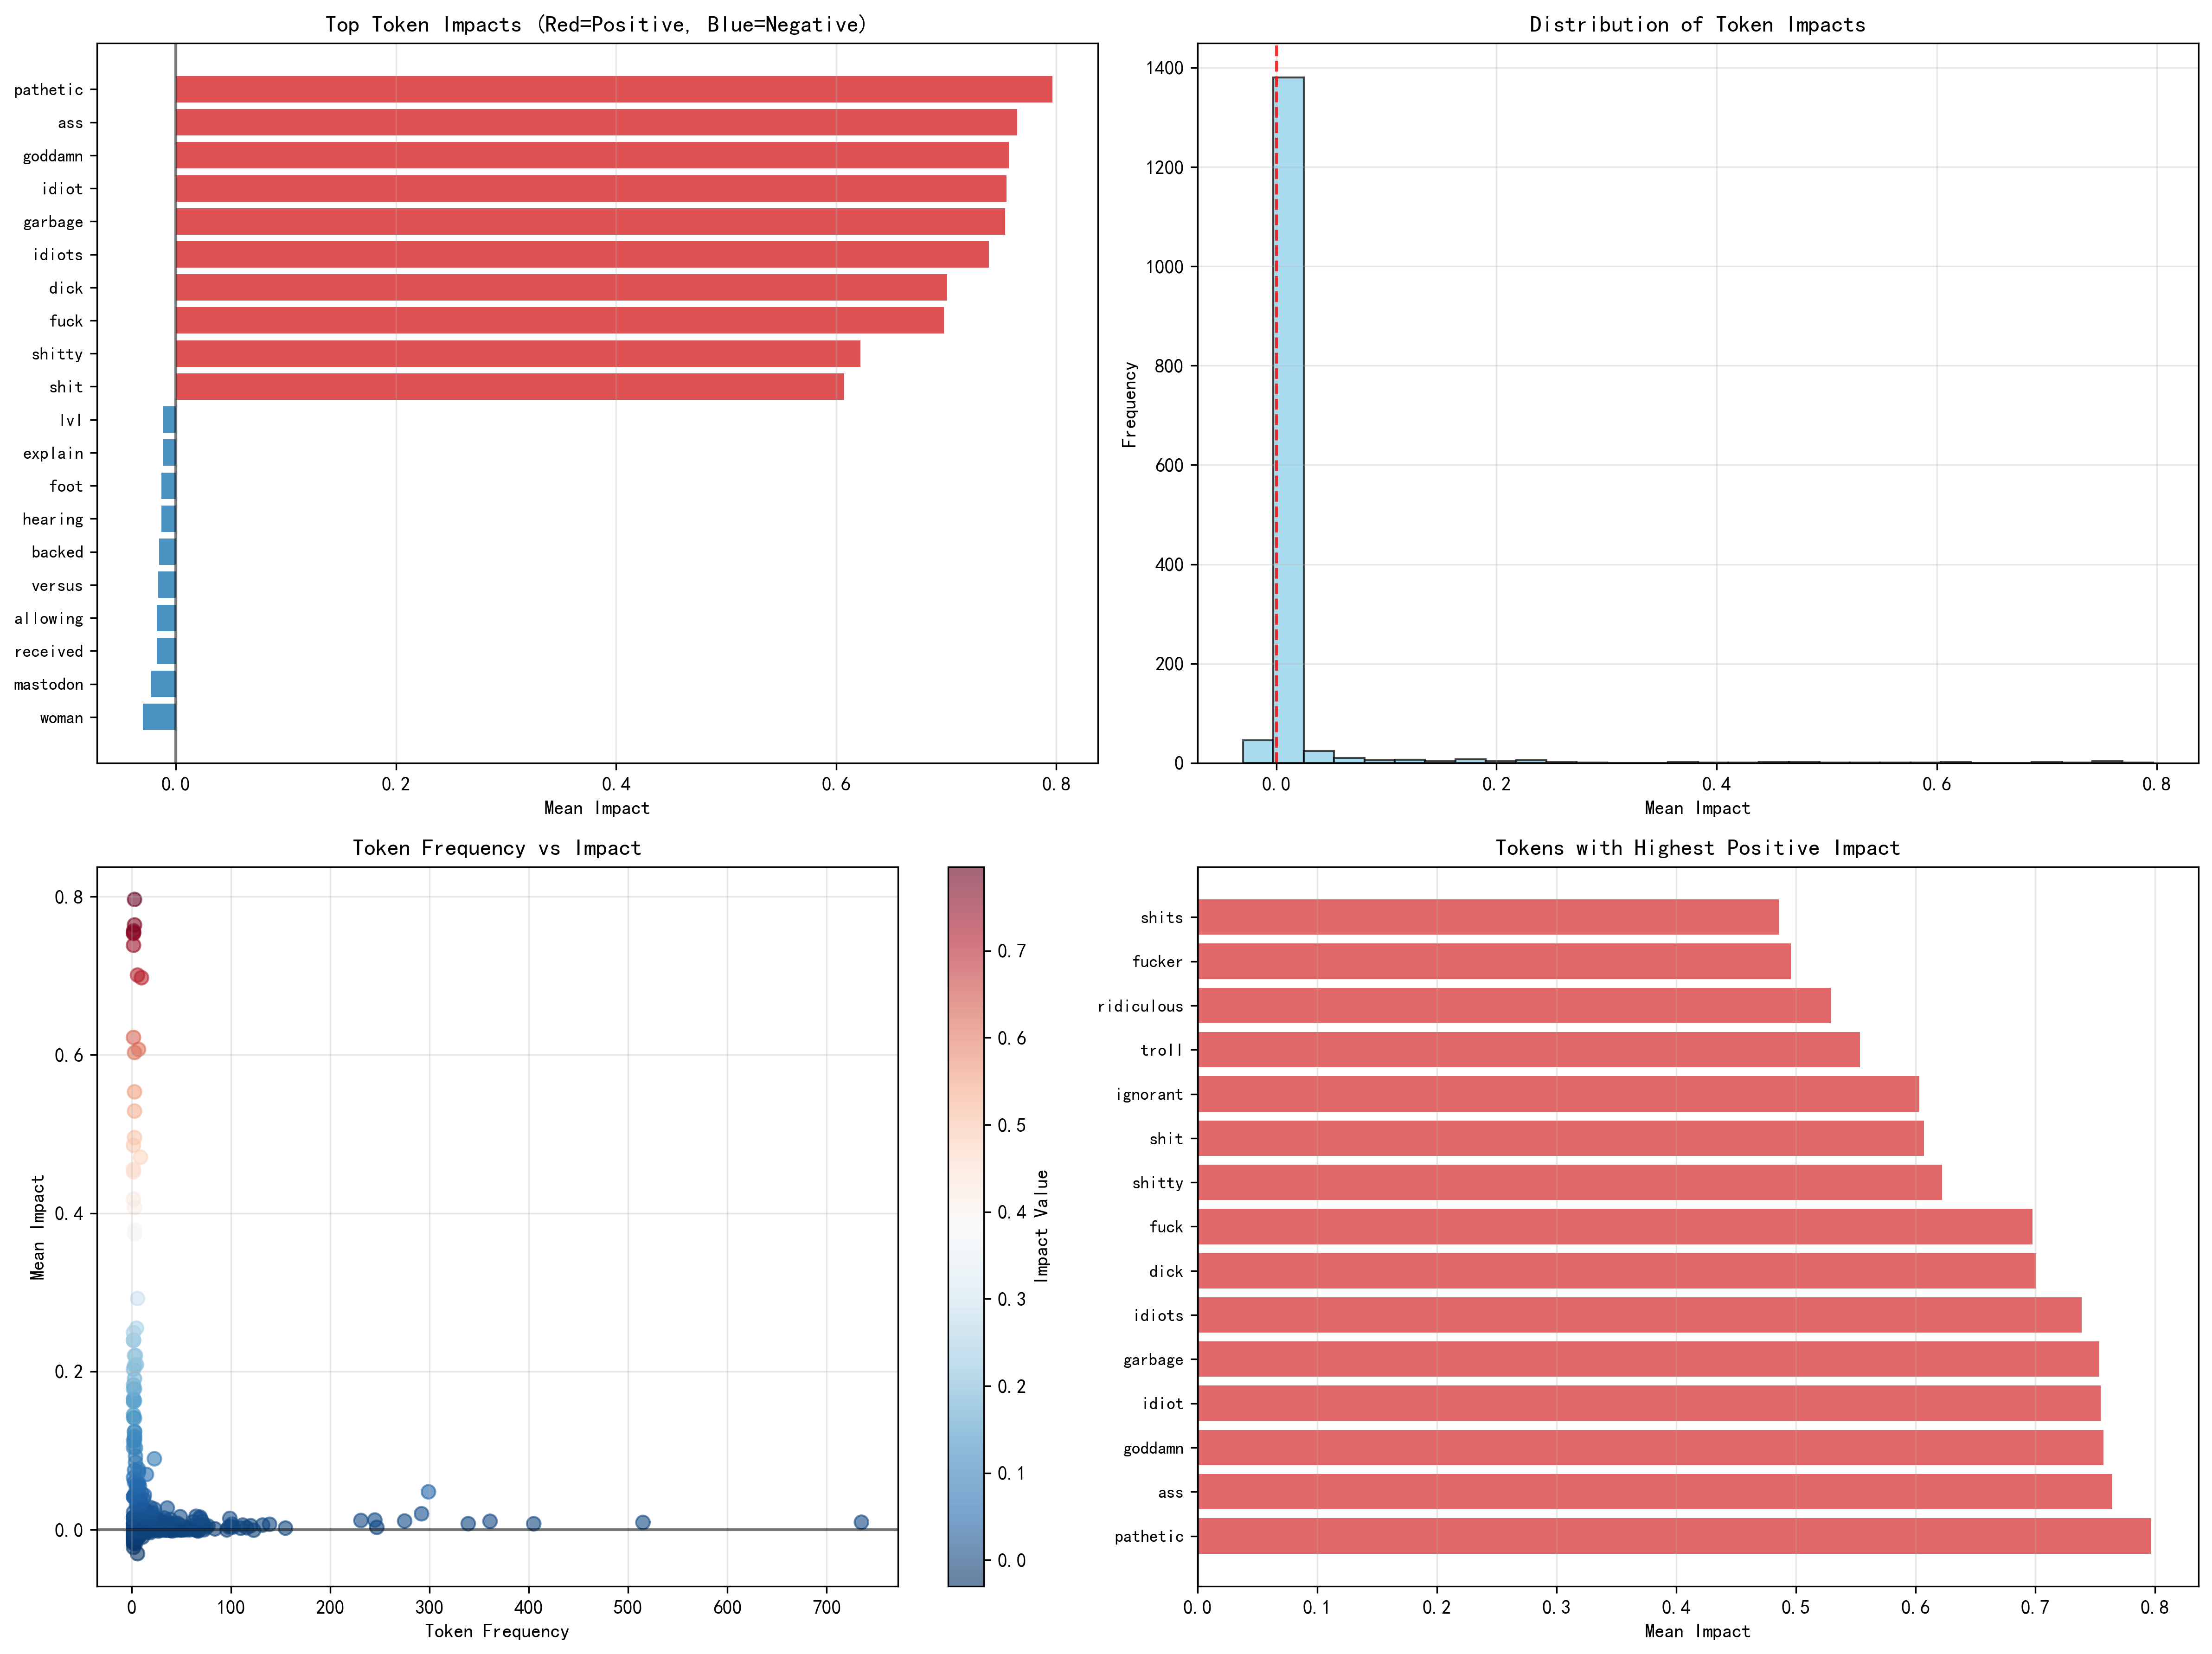 Top Token Impacts (Red=Positive, Blue=Negative)
pathetic
ass
goddamn
idiot
garbage
idiots
dick
fuck
shitty
shit
lvl
explain
foot
hearing
backed
versus
allowing
received
mastodon
woman
0.0 0.2 0.4 0.6 0.8
Mean Impact
Distribution of Token Impacts
Frequency
1400
1200
1000
800
600
400
200
0
0.0 0.2 0.4 0.6 0.8
Mean Impact
Token Frequency vs Impact
Mean Impact
0.8
0.6
0.4
0.2
0.0
0 100 200 300 400 500 600 700
Token Frequency
0.7
0.6
0.5
0.4
0.3
0.2
0.1
0.0
Impact Value
Tokens with Highest Positive Impact
shits
fucker
ridiculous
troll
ignorant
shit
shitty
fuck
dick
idiots
garbage
idiot
goddamn
ass
pathetic
0.0 0.1 0.2 0.3 0.4 0.5 0.6 0.7 0.8
Mean Impact